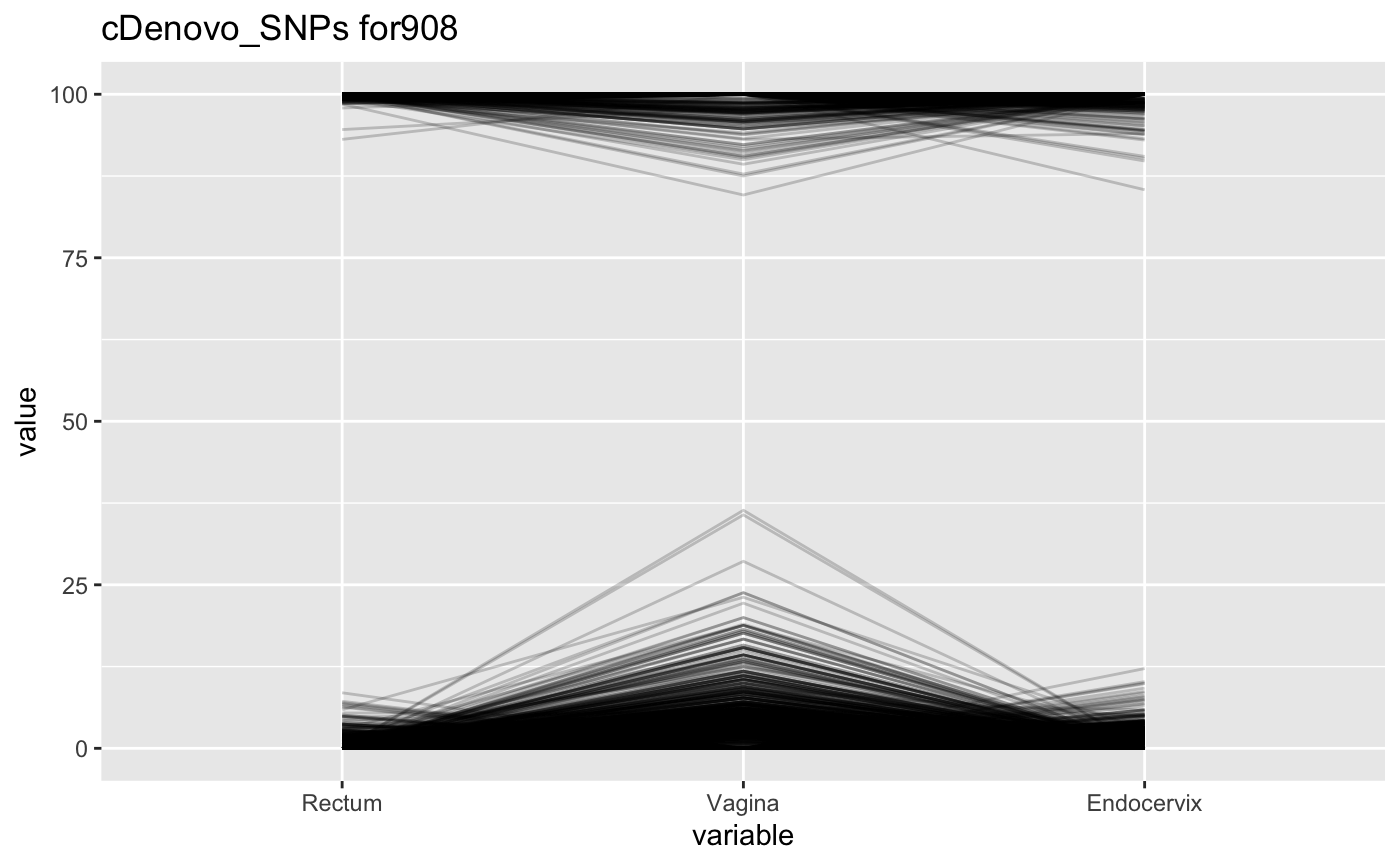 cDenovo_SNPs for908
100
75
50
25
0
value
Rectum Vagina Endocervix
variable